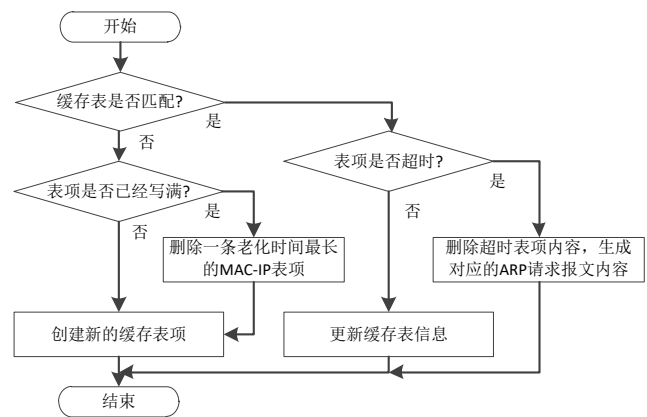 开始
缓存表是否匹配?
是
否
表项是否超时?
表项是否已经写满?
是
是
否
否
删除一条老化时间最长
的MAC-IP表项
删除超时表项内容，生成
对应的ARP请求报文内容
创建新的缓存表项
更新缓存表信息
结束